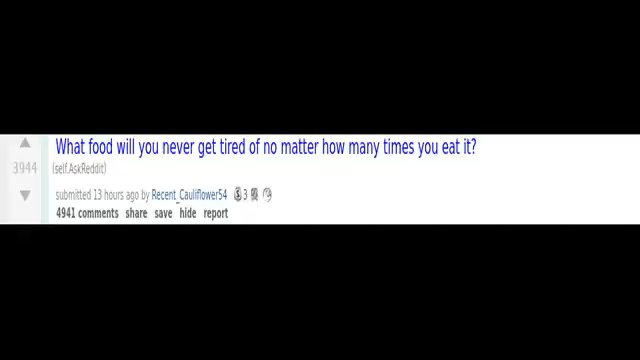 What food will you never get tired of no matter how many times you eat it?
3944 (self.AskReddit)
submitted 13 hours ago by Recent_Cauliflower54 3
4941 comments share save hide report